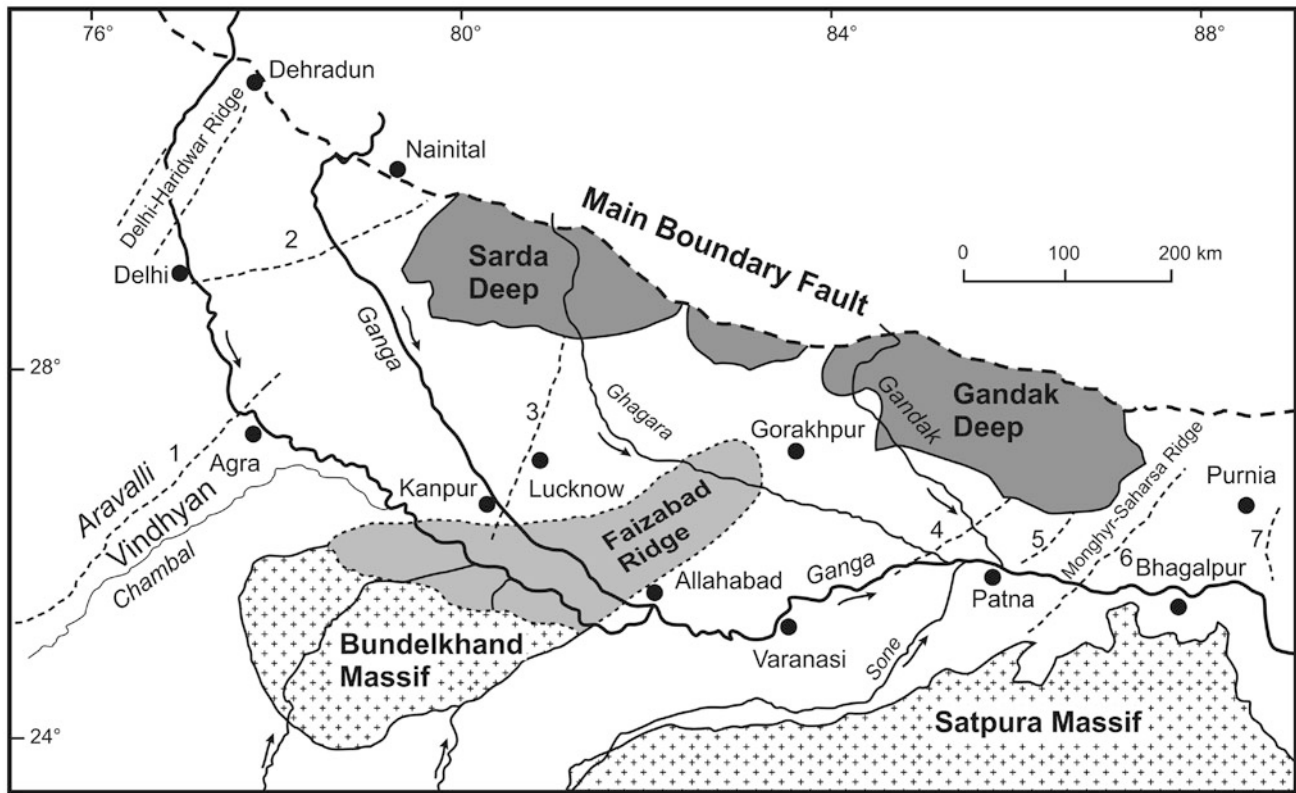 76°
80°
84°
88°
Dehradun
Delhi-Haridwar Ridge
Nainital
Main Boundary Fault
0 100 200 km
2
Sarda
Deep
Delhi
Ganga
28°
3
Ghagara
Gandak
Gandak
Deep
1
Agra
Aravalli
Vindhyan
Chambal
Kanpur
Lucknow
Gorakhpur
Monghyr-Saharsa Ridge
Purnia
Faizabad
Ridge
4
5
6
7
Allahabad
Ganga
Patna
Bhagalpur
Bundelkhand
Massif
Varanasi
Sone
24°
Satpura Massif